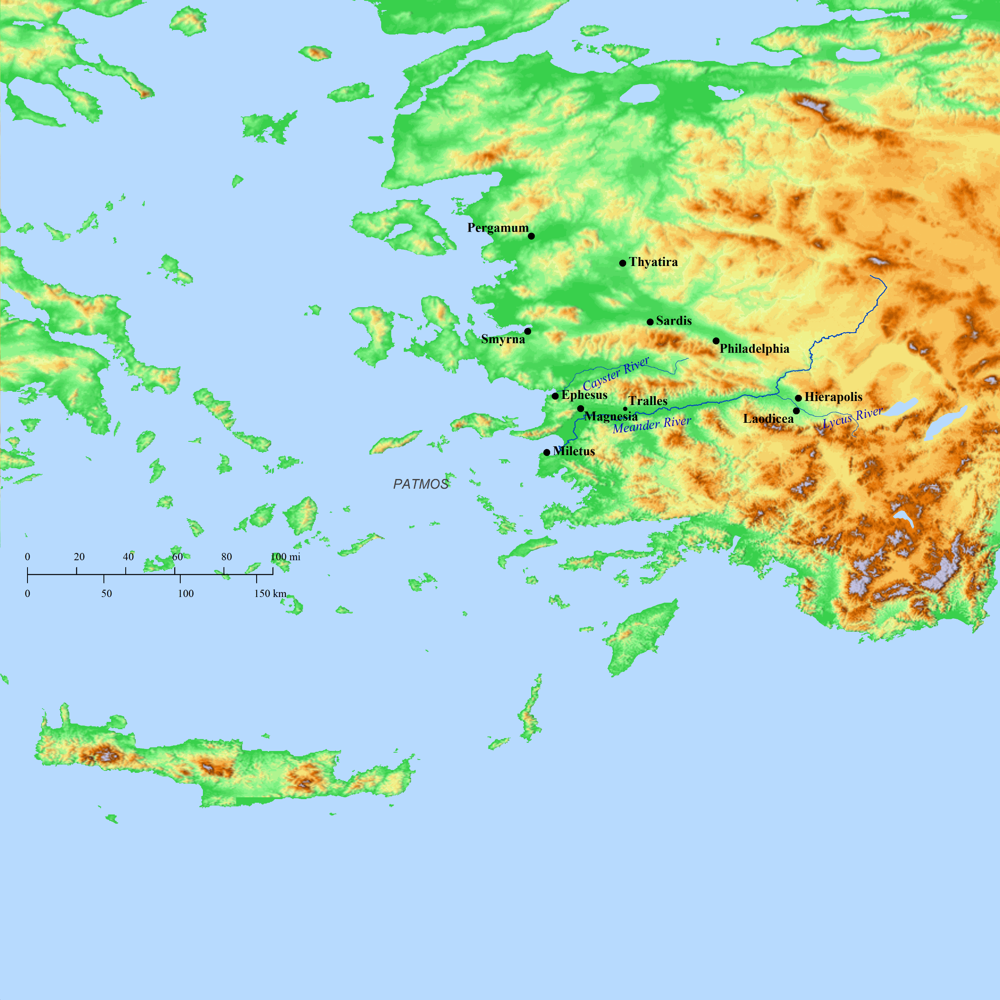 Pergamum
Thyatira
Sardis
Smyrna
Philadelphia
Cayster River
Ephesus
Tralles
Hierapolis
Magnesia
Meander River
Laodicea
Lycus River
Miletus
PATMOS
0 20 40 60 80 100 mi
0 50 100 150 km